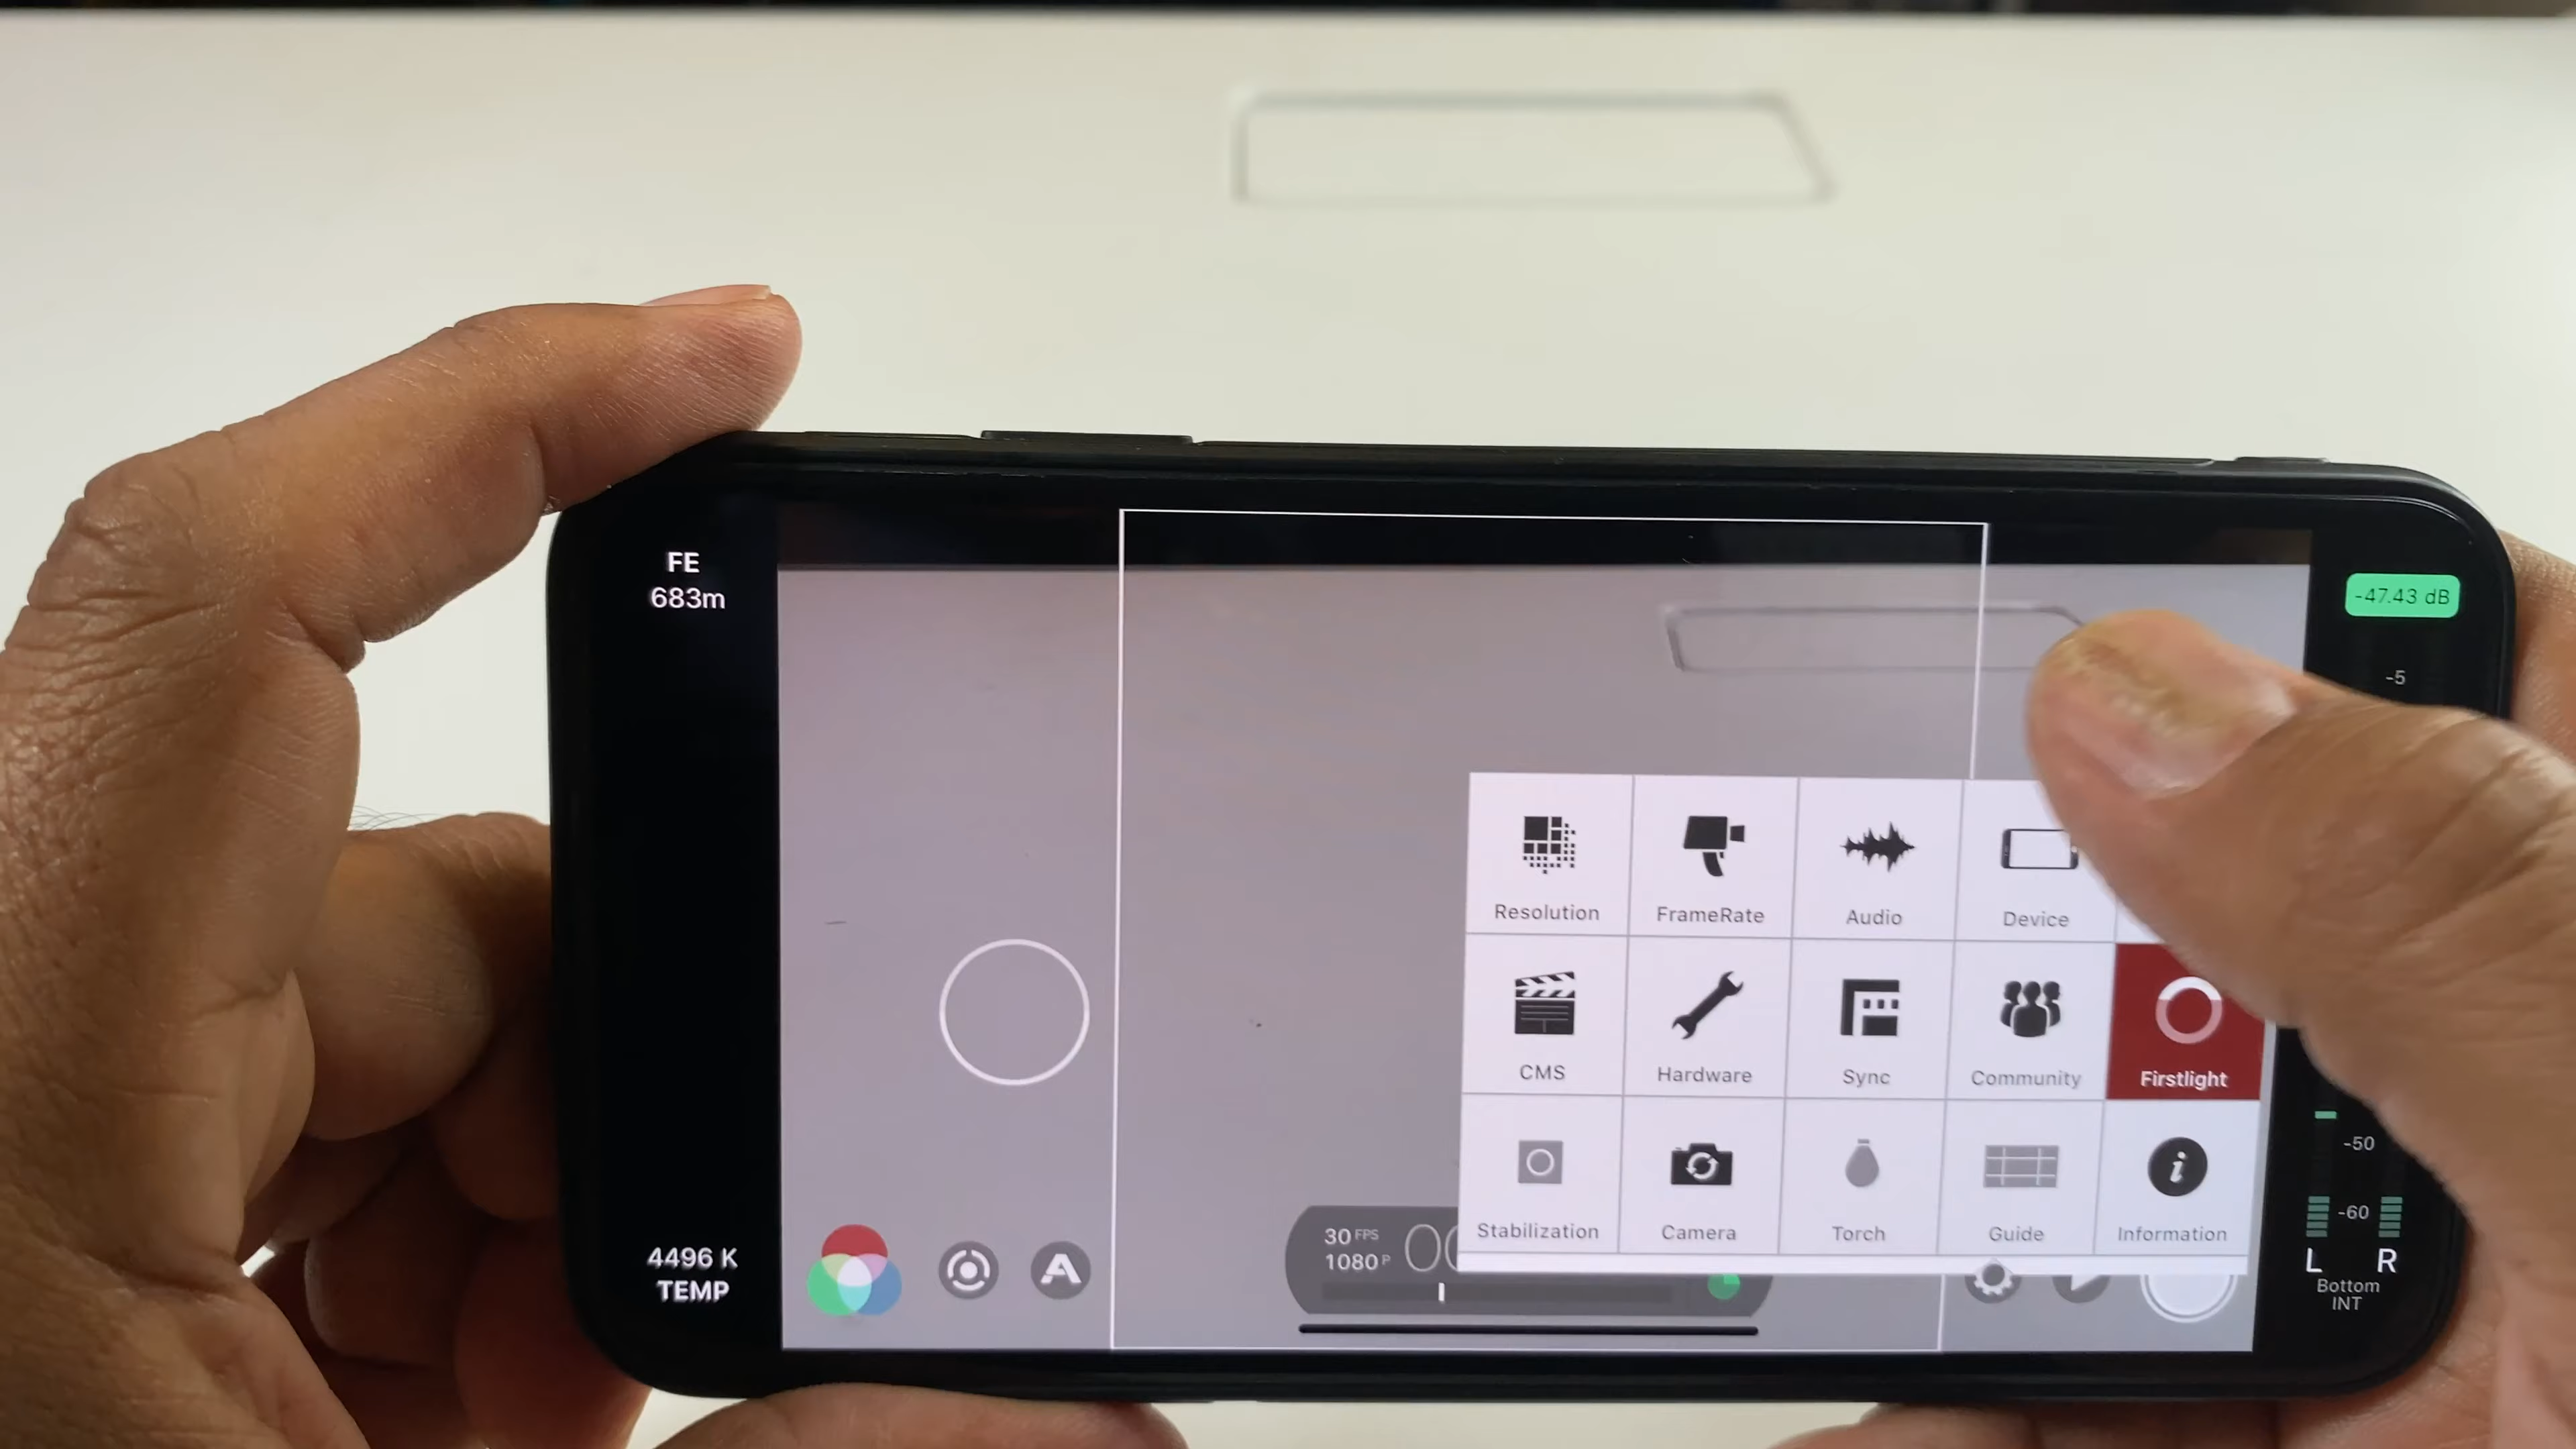 FE
683m
-47.43 dB
-5
Resolution
FrameRate
Audio
Device
CMS
Hardware
Sync
Community
Firstlight
Stabilization
Camera
Torch
Guide
Information
-50
-60
L
R
Bottom
INT
4496 K
TEMP
A
30 FPS
1080 P